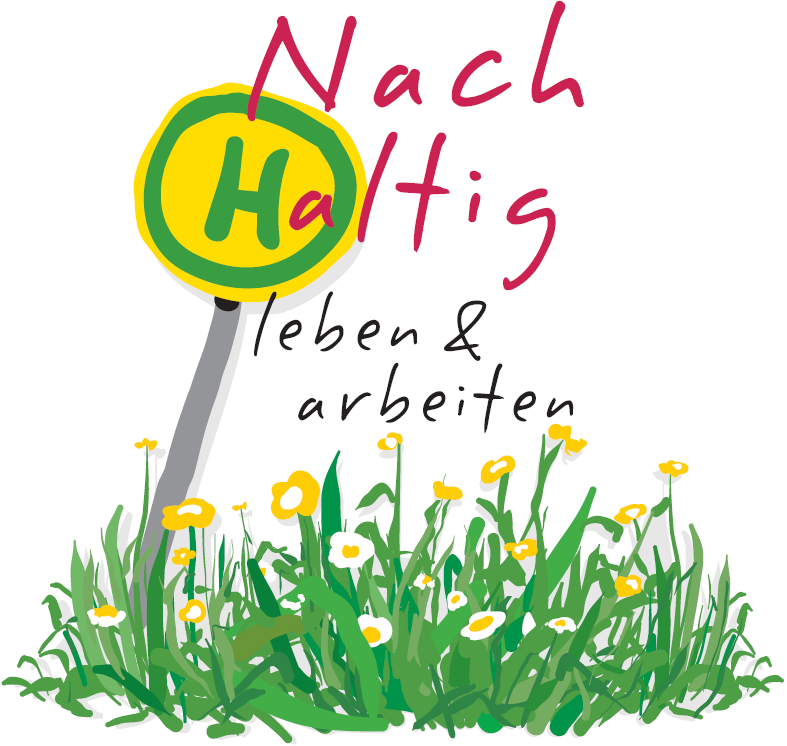 Nach
Haltig
leben &
arbeiten